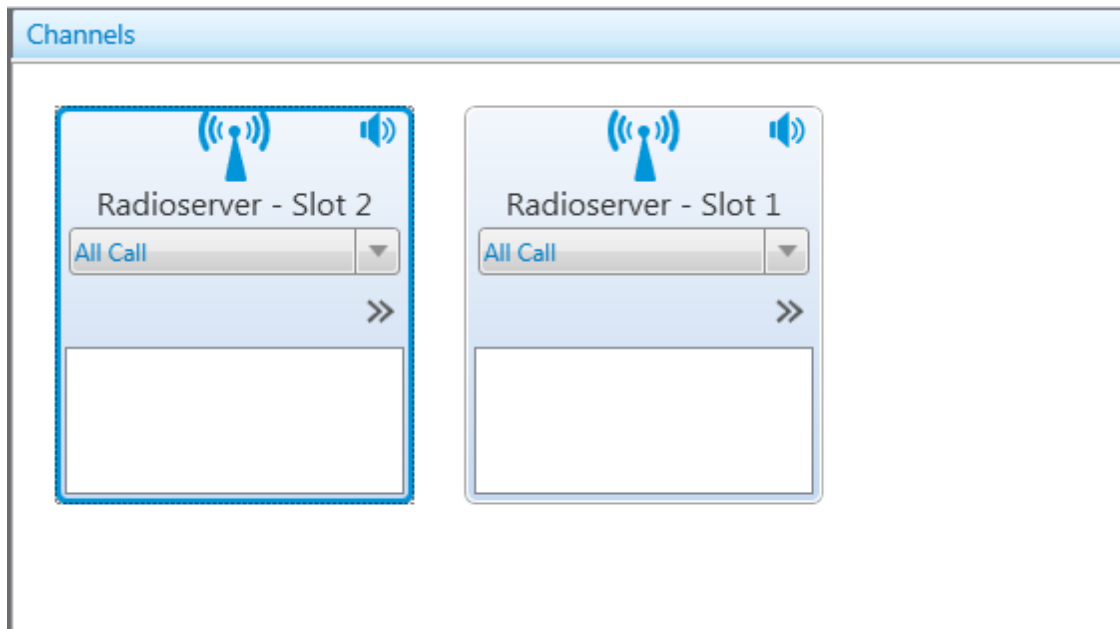 Channels
Radioserver - Slot 2
All Call
Radioserver - Slot 1
All Call